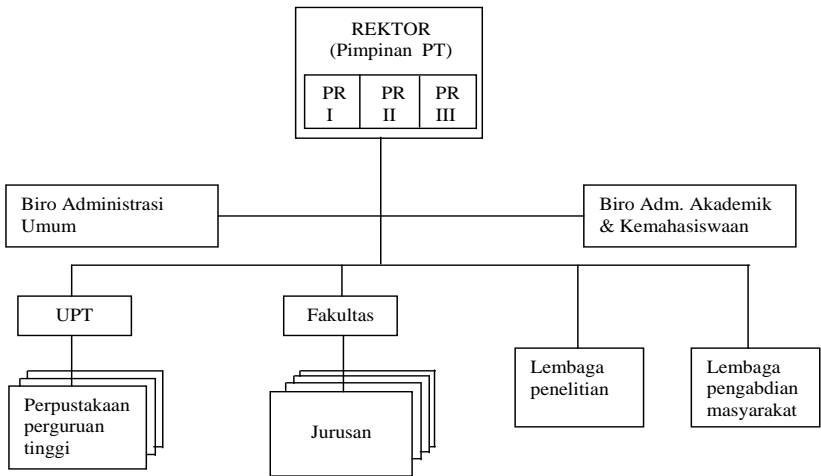 REKTOR
(Pimpinan PT)
PR
I
PR
II
PR
III
Biro Administrasi
Umum
Biro Adm. Akademik
& Kemahasiswaan
UPT
Fakultas
Lembaga
penelitian
Lembaga
pengabdian
masyarakat
Perpustakaan
perguruan
tinggi
Jurusan